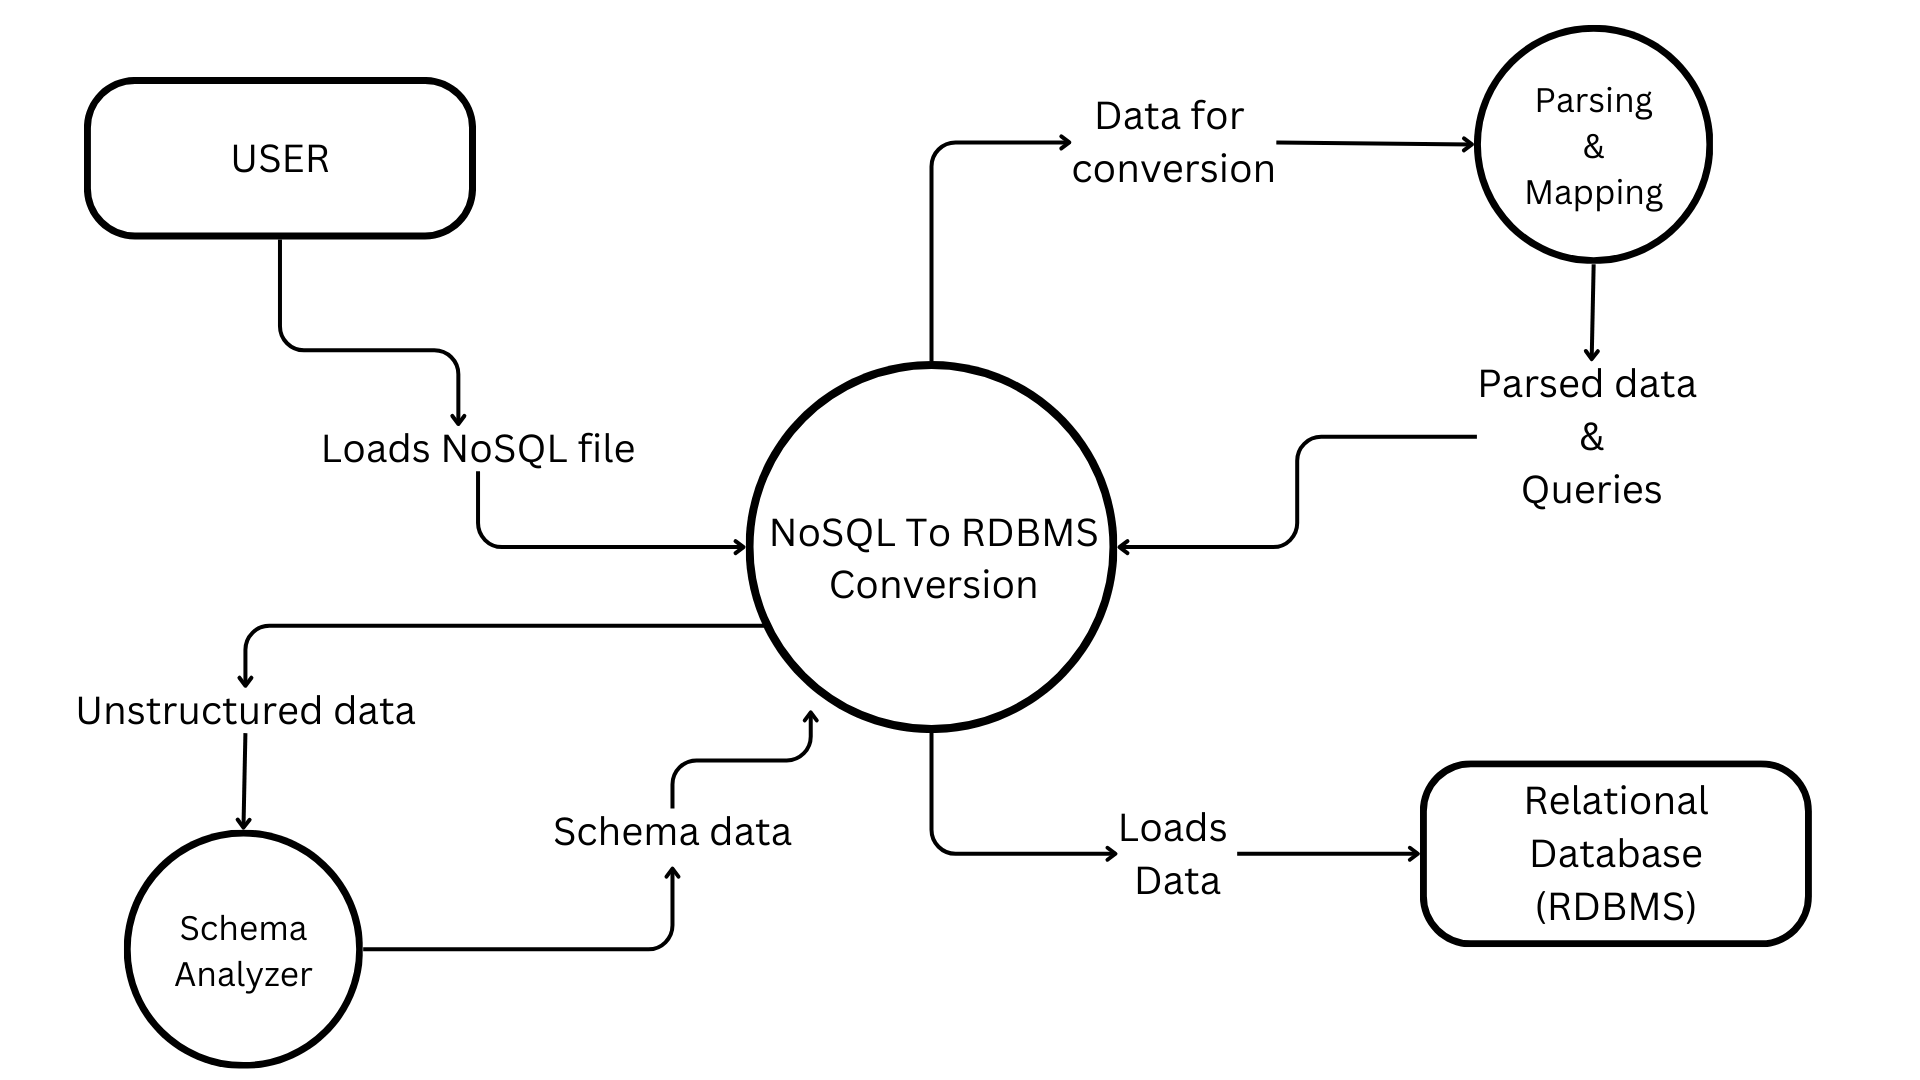 USER
Data for
conversion
Parsing
&
Mapping
Loads NoSQL file
Parsed data
&
Queries
NoSQL To RDBMS
Conversion
Unstructured data
Schema data
Loads
Data
Relational
Database
(RDBMS)
Schema
Analyzer